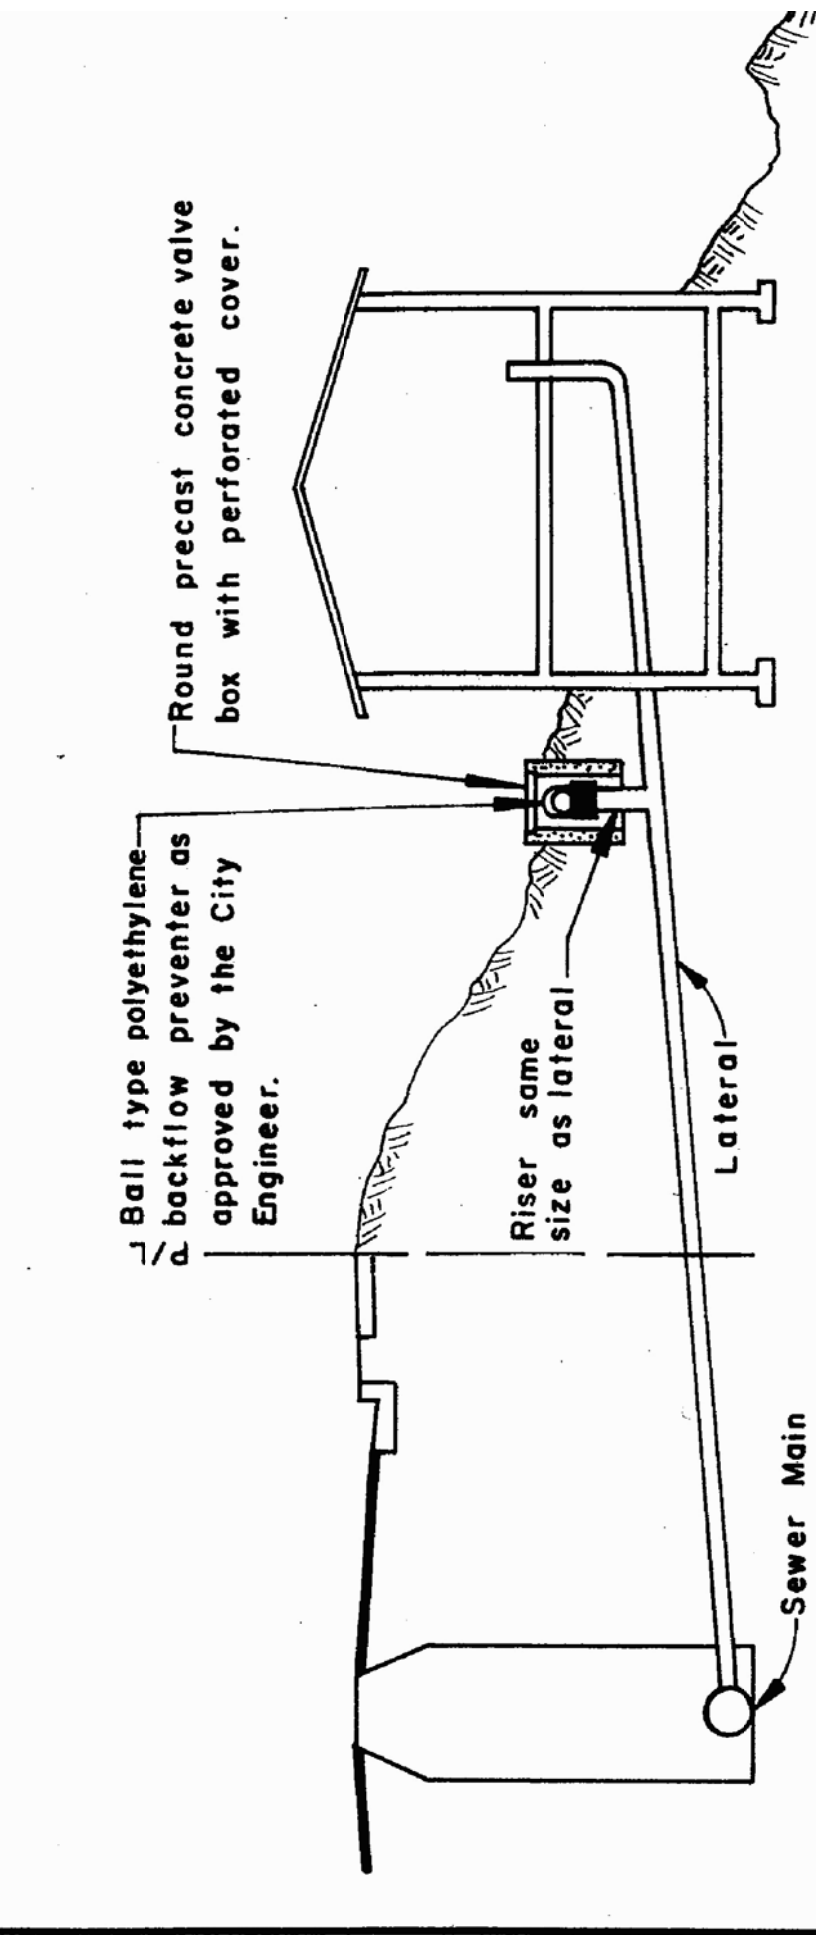 Round precast concrete valve
box with perforated cover.
Ball type polyethylene
backflow preventer as
approved by the City
Engineer.
Riser same
size as lateral
Lateral
Sewer Main